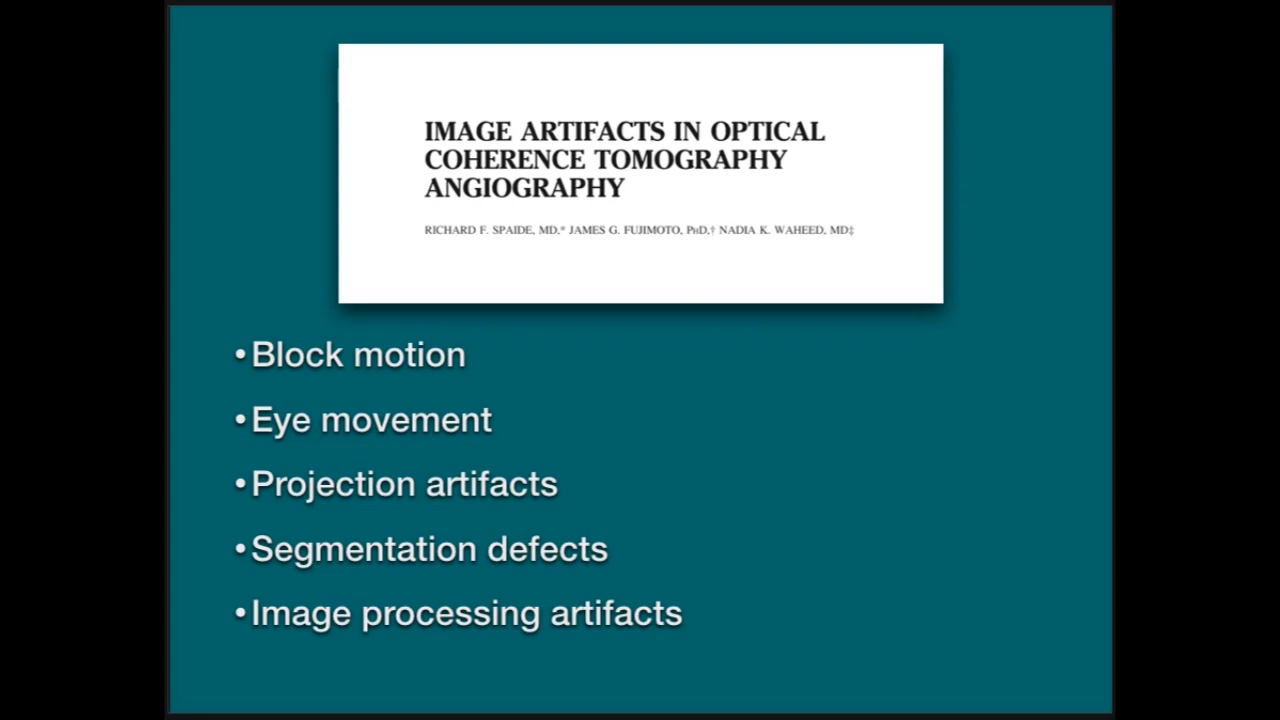 IMAGE ARTIFACTS IN OPTICAL
COHERENCE TOMOGRAPHY
ANGIOGRAPHY
RICHARD F. SPAIDE, MD,* JAMES G. FUJIMOTO, PhD,† NADIA K. WAHEED, MD‡
•Block motion
•Eye movement
•Projection artifacts
•Segmentation defects
•Image processing artifacts